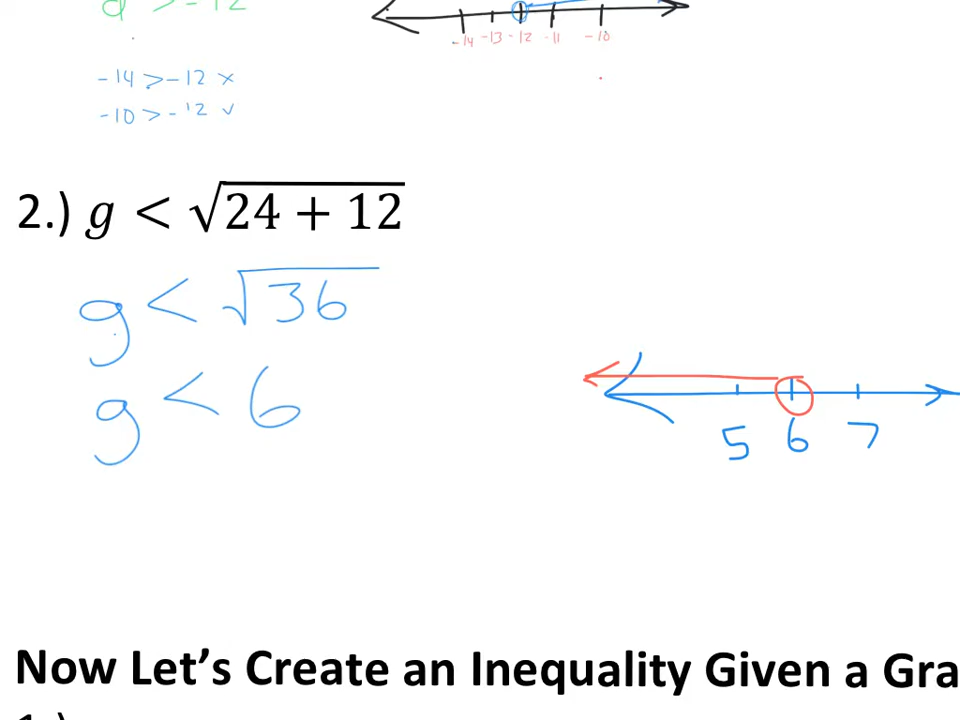 d > -12
-14 -13 -12 -11 -10
-14 > -12 x
-10 > -12 ✓
2.) g < √24 + 12
g < √36
g < 6
5 6 7
Now Let's Create an Inequality Given a Gra